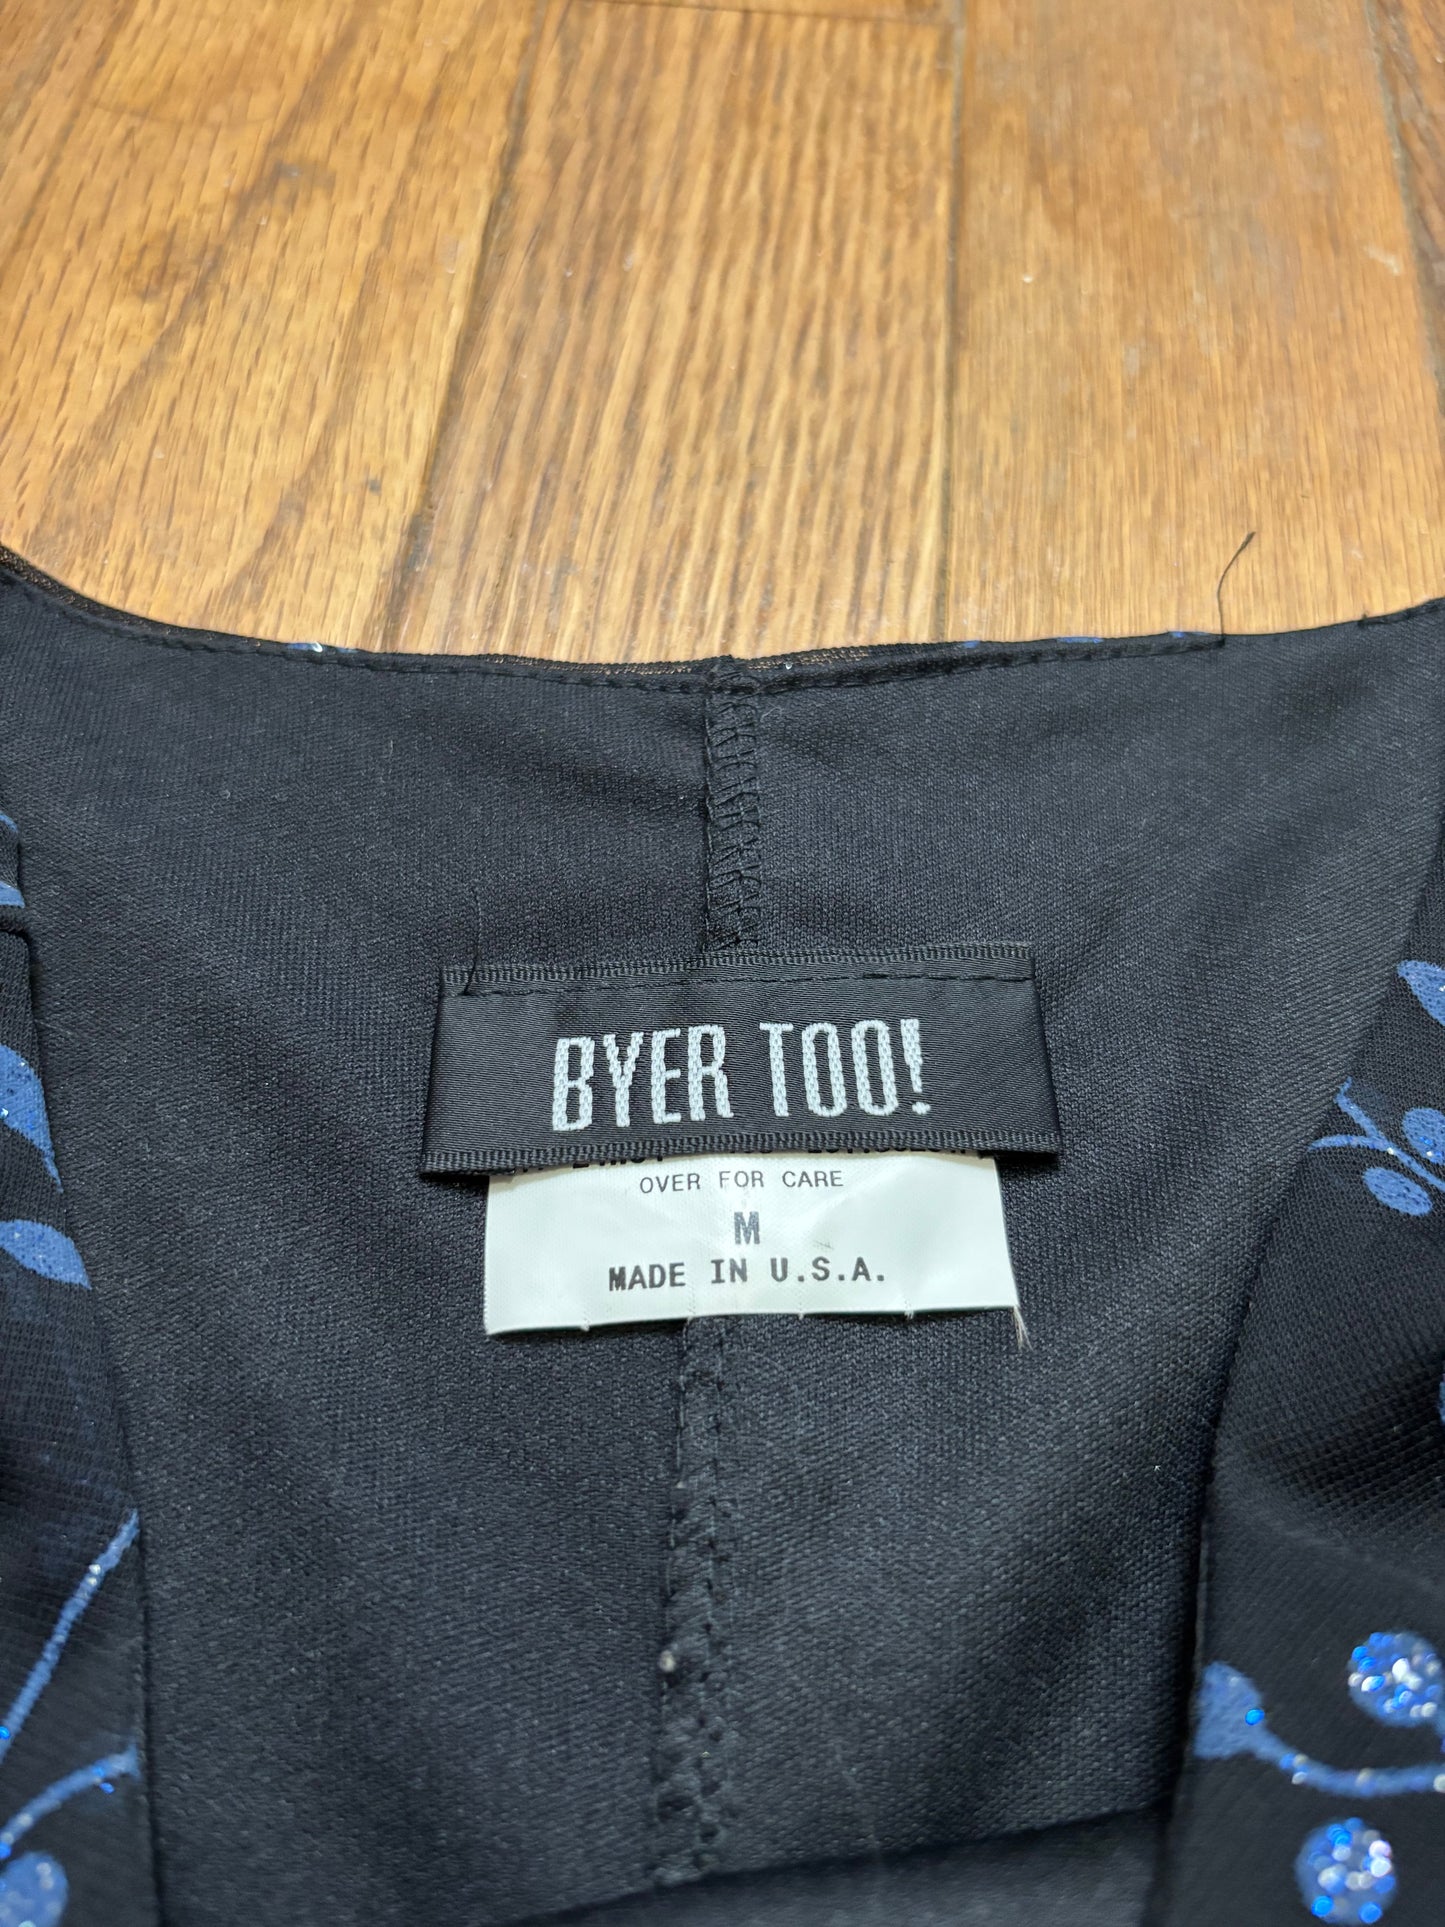 BYER TOO!
OVER FOR CARE
M
MADE IN U.S.A.